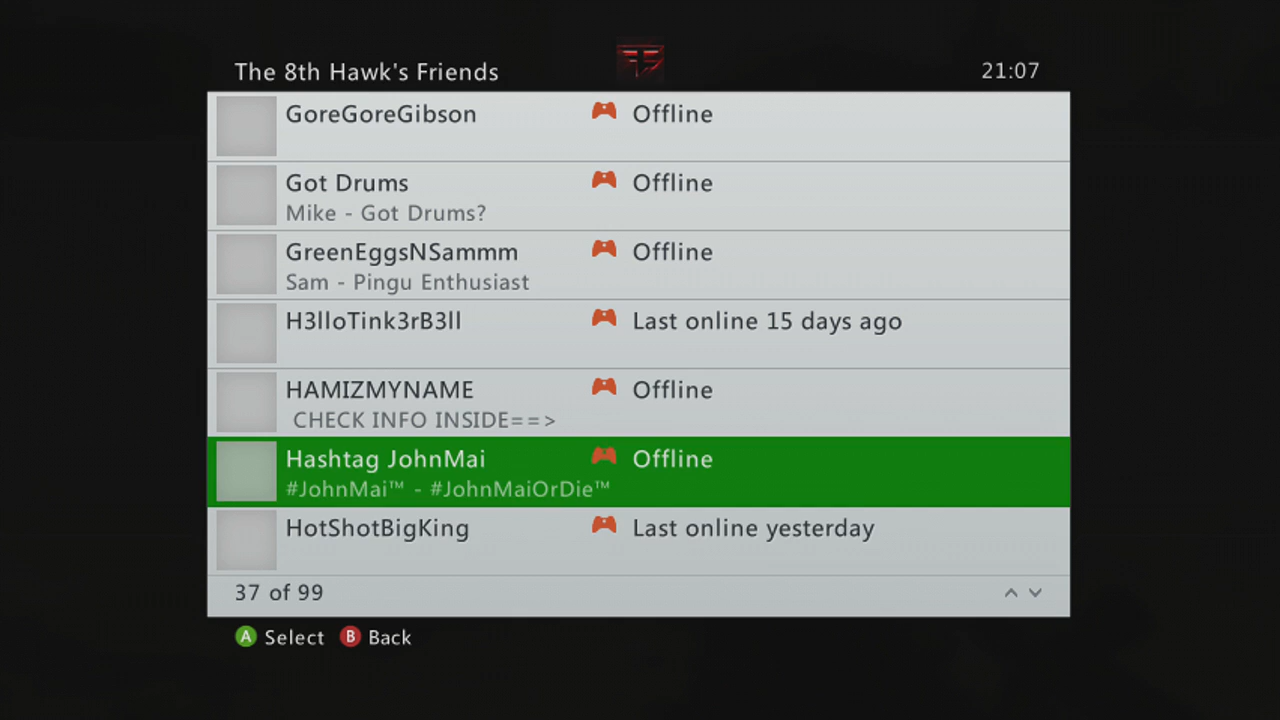 The 8th Hawk's Friends
21:07
GoreGoreGibson
Offline
Got Drums
Offline
Mike - Got Drums?
GreenEggsNSammm
Offline
Sam - Pingu Enthusiast
H3lloTink3rB3ll
Last online 15 days ago
HAMIZMYNAME
Offline
CHECK INFO INSIDE==>
Hashtag JohnMai
Offline
#JohnMai™ - #JohnMaiOrDie™
HotShotBigKing
Last online yesterday
37 of 99
A Select B Back